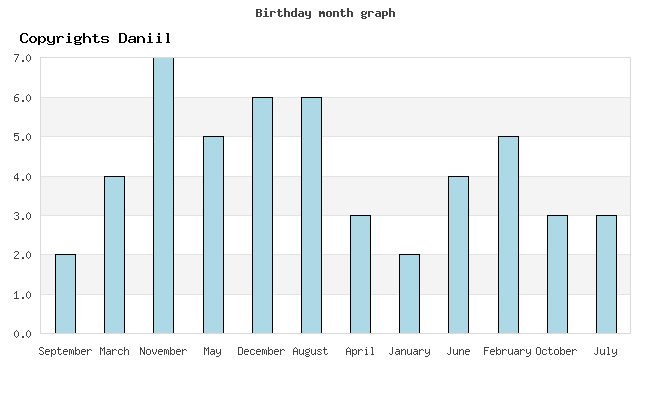 Birthday month graph
Copyrights Daniil
7.0
6.0
5.0
4.0
3.0
2.0
1.0
0.0
September March November May December August April January June February October July